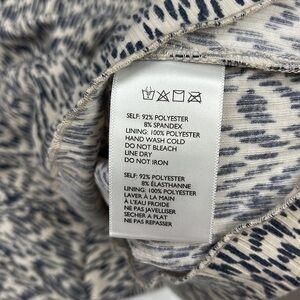 SELF: 92% POLYESTER
8% SPANDEX
LINING: 100% POLYESTER
HAND WASH COLD
DO NOT BLEACH
LINE DRY
DO NOT IRON
SELF: 92% POLYESTER
8% ÉLASTHANNE
LINING: 100% POLYESTER
LAVER À LA MAIN
À L'EAU FROIDE
NE PAS JAVELLISER
SECHER A PLAT
NE PAS REPASSER